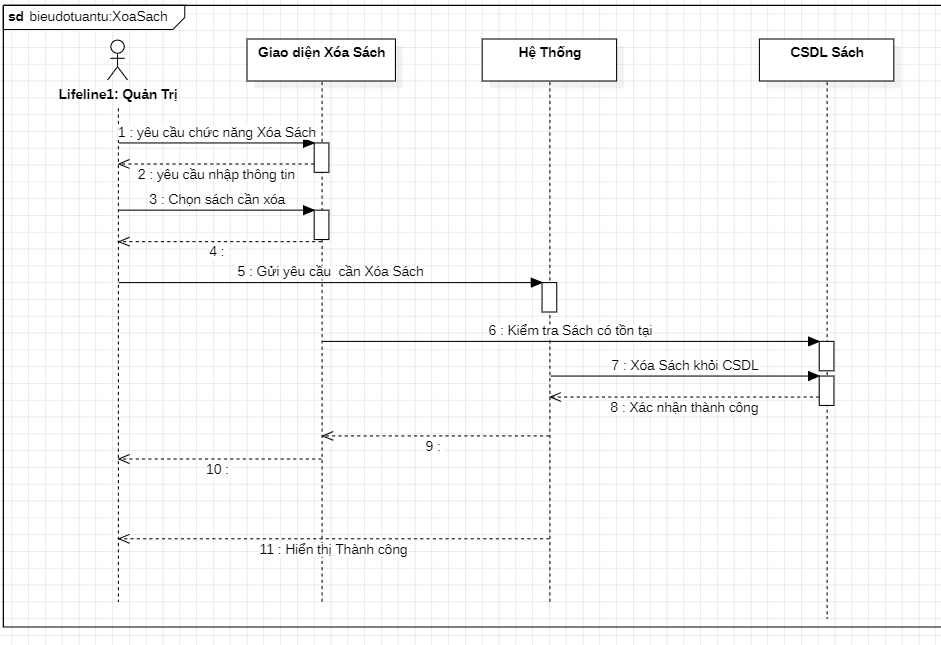 sd bieudotuantu:XoaSach
Giao diện Xóa Sách
Hệ Thống
CSDL Sách
Lifeline1: Quản Trị
1 : yêu cầu chức năng Xóa Sách
2 : yêu cầu nhập thông tin
3 : Chọn sách cần xóa
4 :
5 : Gửi yêu cầu cần Xóa Sách
6 : Kiểm tra Sách có tồn tại
7 : Xóa Sách khỏi CSDL
8 : Xác nhận thành công
9 :
10 :
11 : Hiển thị Thành công